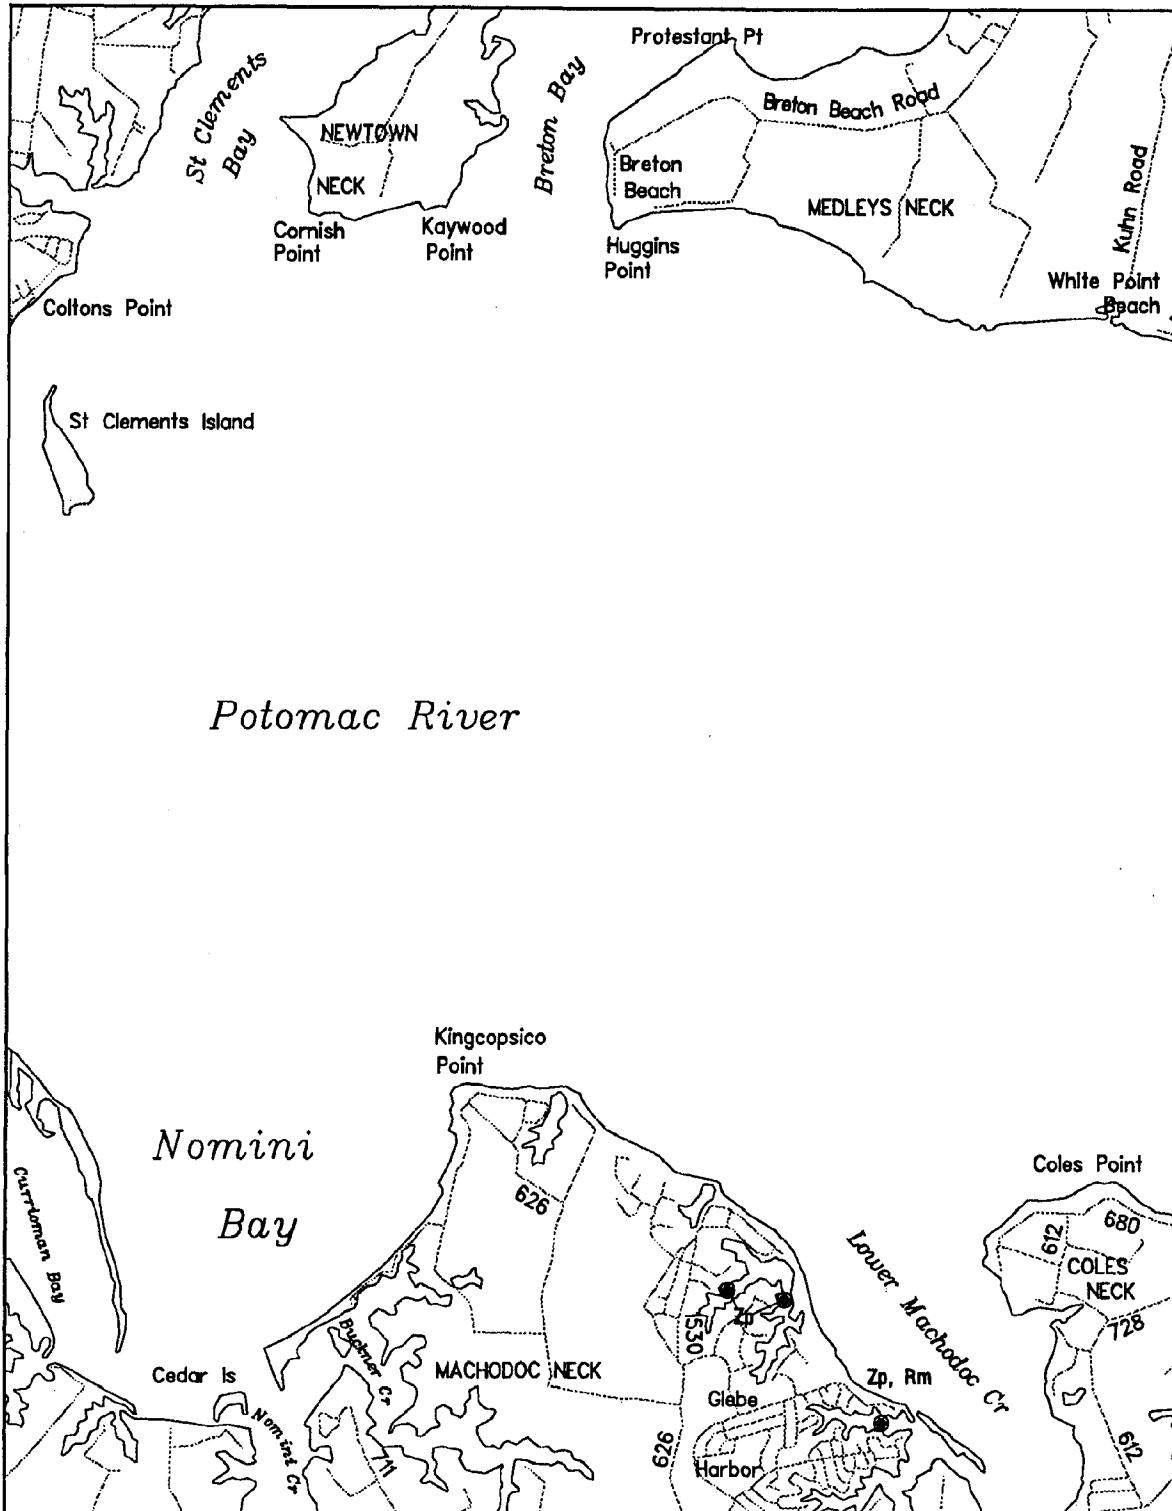 Protestant Pt
St Clements
Bay
Breton Bay
Breton Beach Road
NEWTOWN
NECK
Breton
Beach
MEDLEYS NECK
Kuhn Road
Cornish
Point
Kaywood
Point
Huggins
Point
White Point
Beach
Coltons Point
St Clements Island
Potomac River
Kingcopsico
Point
Nomini
Bay
Coles Point
Currioman Bay
626
680
612
COLES
NECK
Lower Machodoc Cr
Zp
530
728
Buckner Cr
Cedar Is
MACHODOC NECK
Zp, Rm
Glebe
Nomini Cr
711
626
Harbor
612